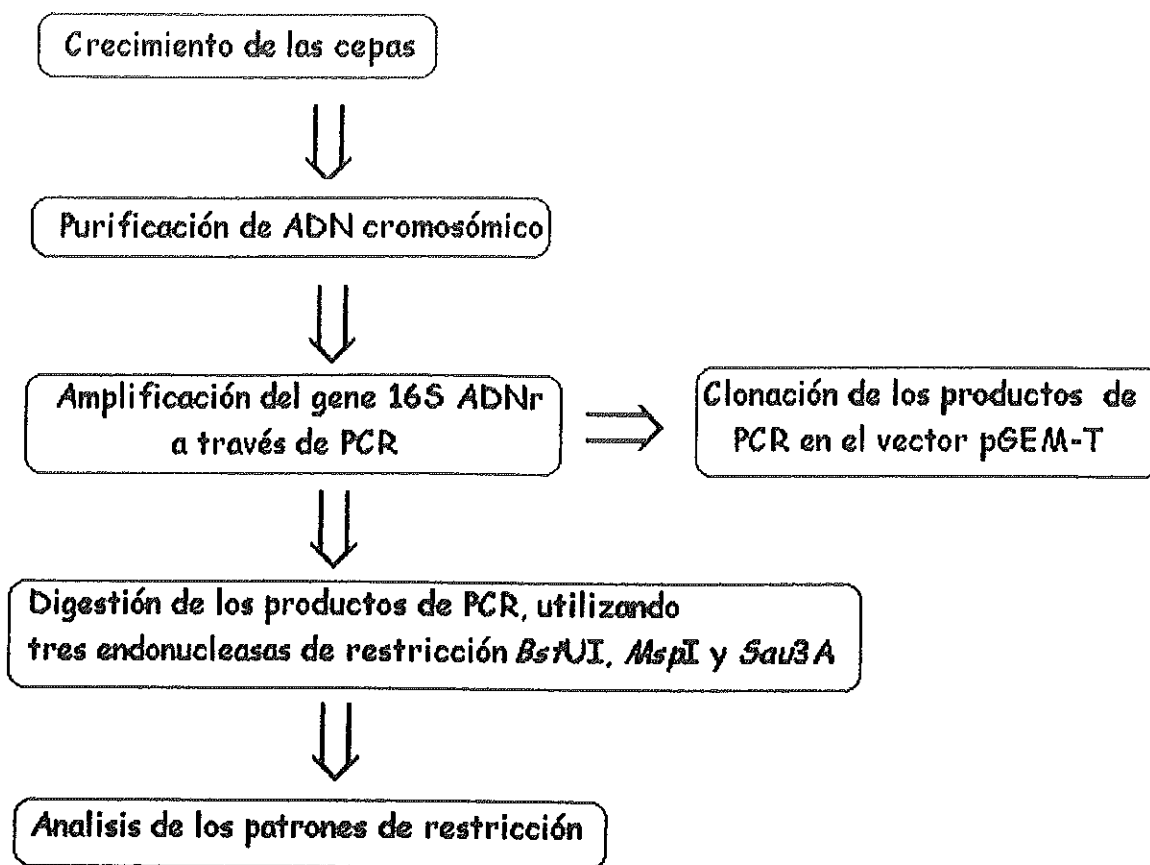 Crecimiento de las cepas
Purificación de ADN cromosómico
Amplificación del gene 16S ADNr
a través de PCR
Clonación de los productos de
PCR en el vector pGEM-T
Digestión de los productos de PCR, utilizando
tres endonucleasas de restricción BstUI, MspI y Sau3A
Analisis de los patrones de restricción